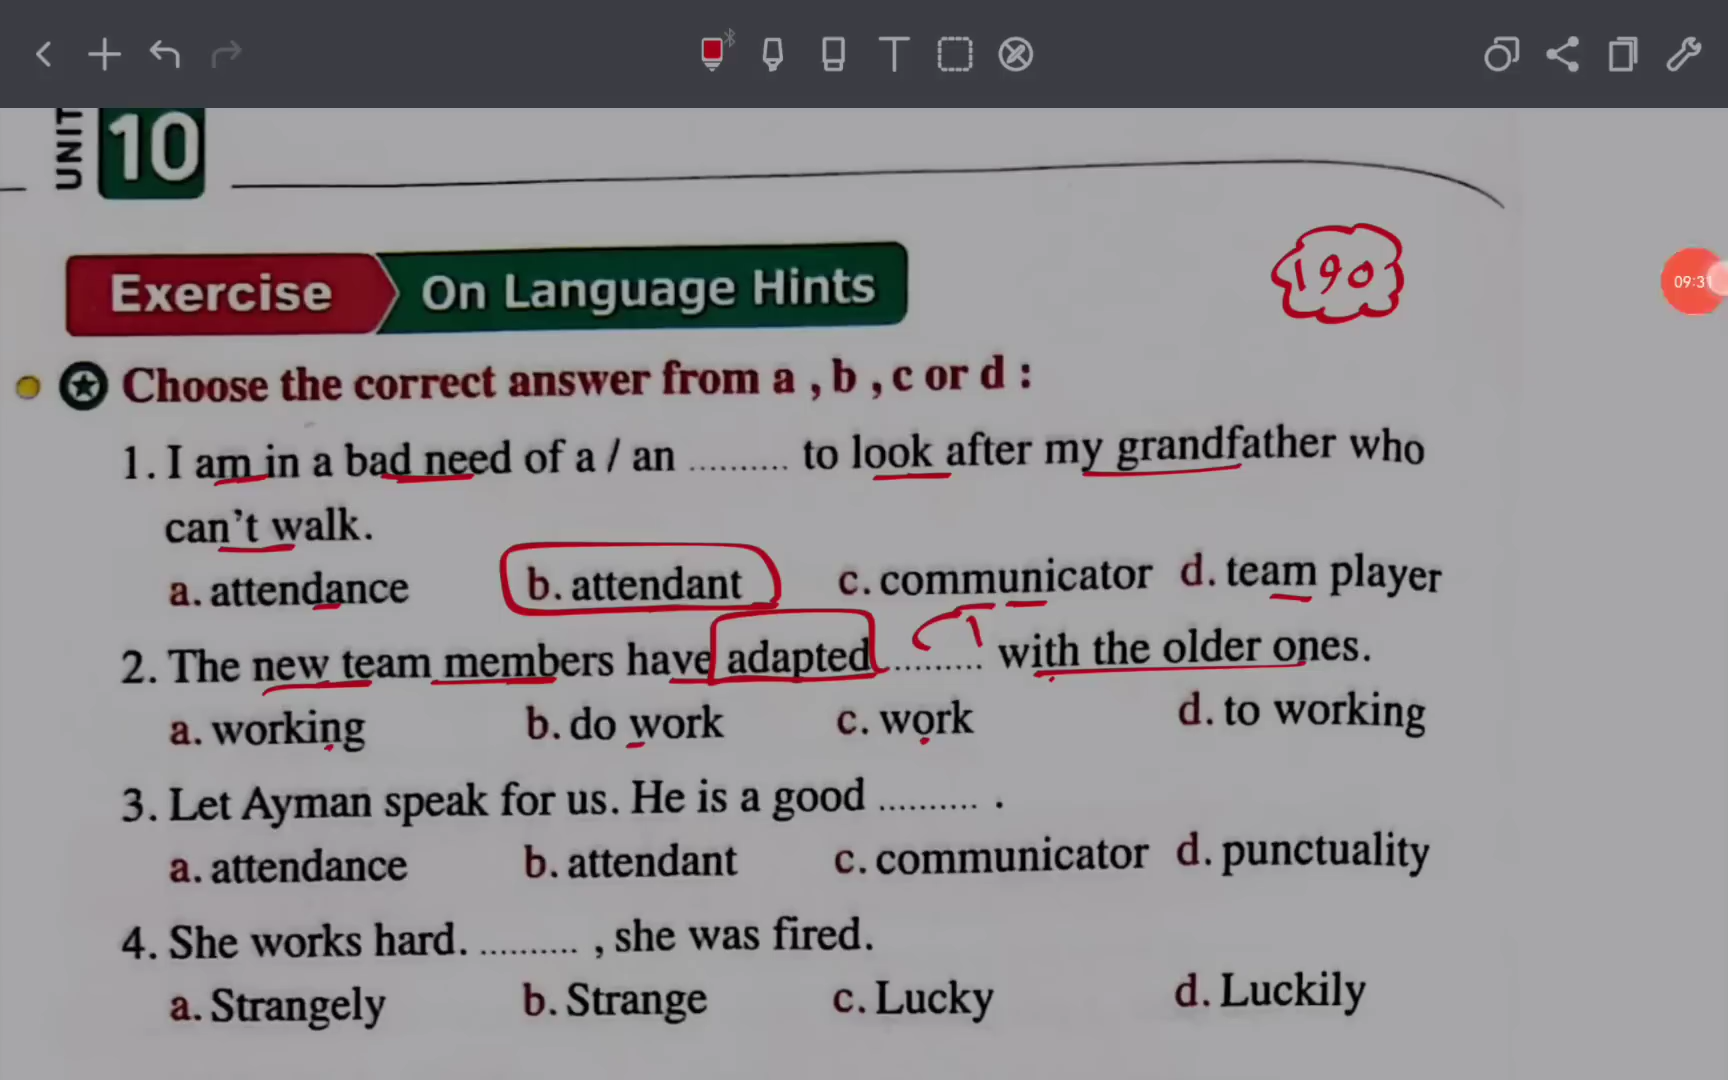 09:31
UNIT 10
190
Exercise On Language Hints
Choose the correct answer from a , b , c or d :
1. I am in a bad need of a / an .......... to look after my grandfather who
can't walk.
a. attendance b. attendant c. communicator d. team player
2. The new team members have adapted .......... with the older ones.
a. working b. do work c. work d. to working
3. Let Ayman speak for us. He is a good .......... .
a. attendance b. attendant c. communicator d. punctuality
4. She works hard. .......... , she was fired.
a. Strangely b. Strange c. Lucky d. Luckily